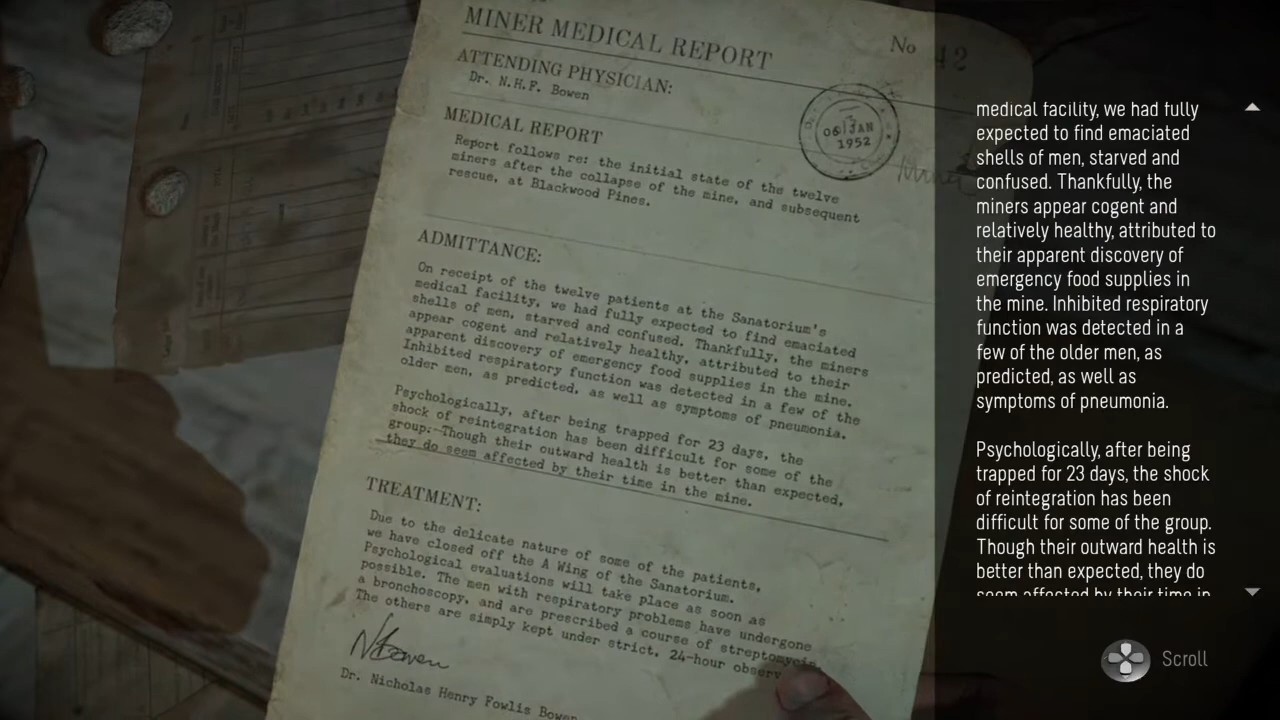 MINER MEDICAL REPORT
No 42
ATTENDING PHYSICIAN:
Dr. N.H.F. Bowen
06 JAN
1952
MEDICAL REPORT
Report follows re: the initial state of the twelve
miners after the collapse of the mine, and subsequent
rescue, at Blackwood Pines.
ADMITTANCE:
On receipt of the twelve patients at the Sanatorium's
medical facility, we had fully expected to find emaciated
shells of men, starved and confused. Thankfully, the miners
appear cogent and relatively healthy, attributed to their
apparent discovery of emergency food supplies in the mine.
Inhibited respiratory function was detected in a few of the
older men, as predicted, as well as symptoms of pneumonia.
Psychologically, after being trapped for 23 days, the
shock of reintegration has been difficult for some of the
group. Though their outward health is better than expected,
they do seem affected by their time in the mine.
TREATMENT:
Due to the delicate nature of some of the patients,
we have closed off the A Wing of the Sanatorium.
Psychological evaluations will take place as soon as
possible. The men with respiratory problems have undergone
a bronchoscopy, and are prescribed a course of streptomycin.
The others are simply kept under strict, 24-hour observ
Dr. Nicholas Henry Fowlis Bowen
medical facility, we had fully
expected to find emaciated
shells of men, starved and
confused. Thankfully, the
miners appear cogent and
relatively healthy, attributed to
their apparent discovery of
emergency food supplies in
the mine. Inhibited respiratory
function was detected in a
few of the older men, as
predicted, as well as
symptoms of pneumonia.
Psychologically, after being
trapped for 23 days, the shock
of reintegration has been
difficult for some of the group.
Though their outward health is
better than expected, they do
seem affected by their time in
Scroll